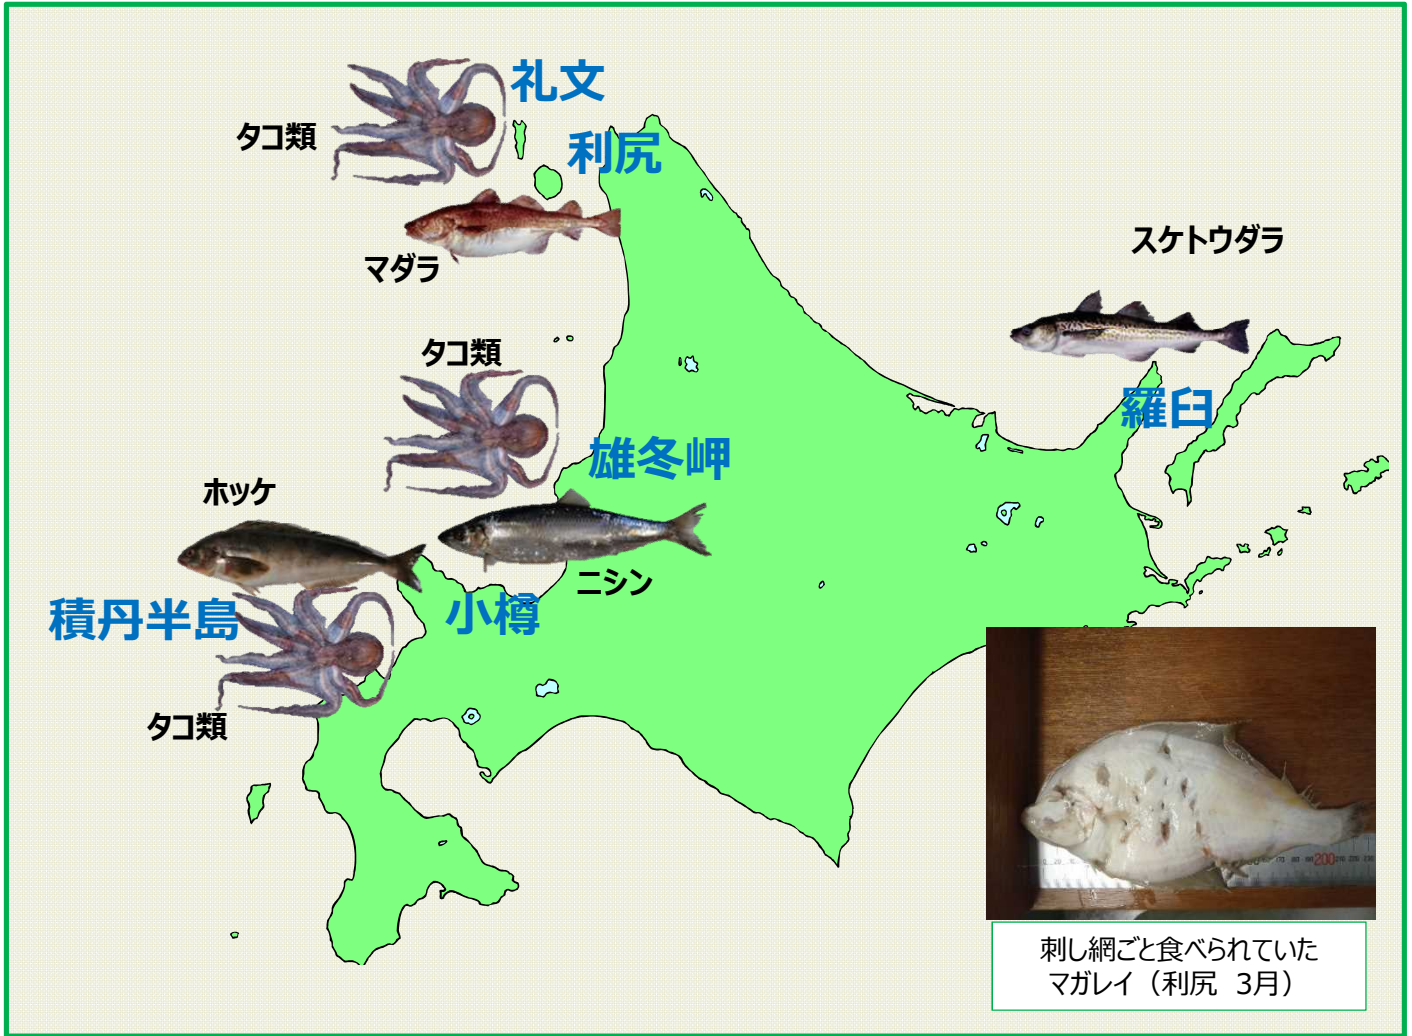 礼文
タコ類
利尻
マダラ
スケトウダラ
タコ類
羅臼
雄冬岬
ホッケ
ニシン
積丹半島
小樽
タコ類
200
刺し網ごと食べられていた
マガレイ（利尻 3月）